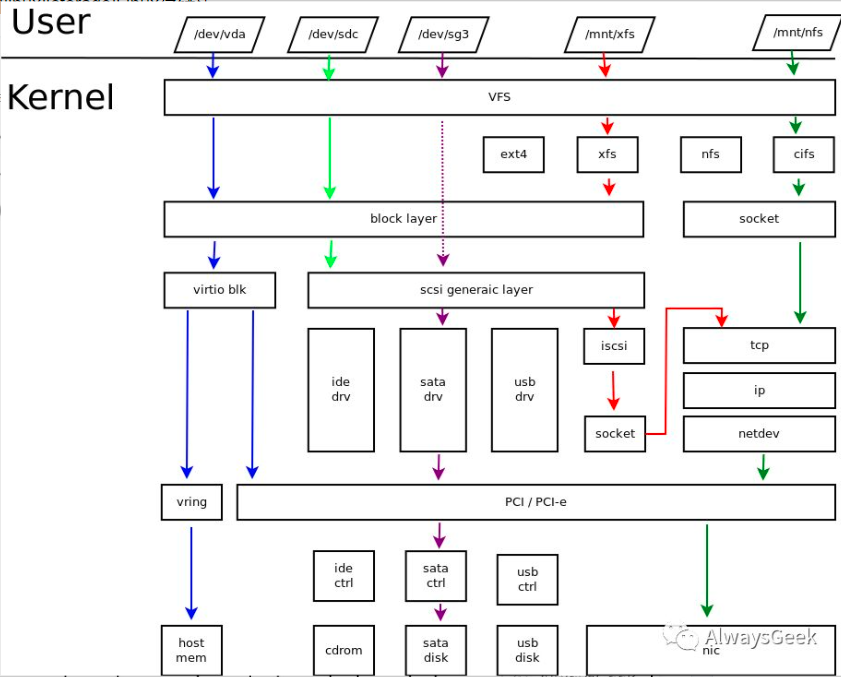 User
/dev/vda
/dev/sdc
/dev/sg3
/mnt/xfs
/mnt/nfs
Kernel
VFS
ext4
xfs
nfs
cifs
block layer
socket
virtio blk
scsi generaic layer
ide
drv
sata
drv
usb
drv
iscsi
socket
tcp
ip
netdev
vring
PCI / PCI-e
ide
ctrl
sata
ctrl
usb
ctrl
host
mem
cdrom
sata
disk
usb
disk
nic
AlwaysGeek